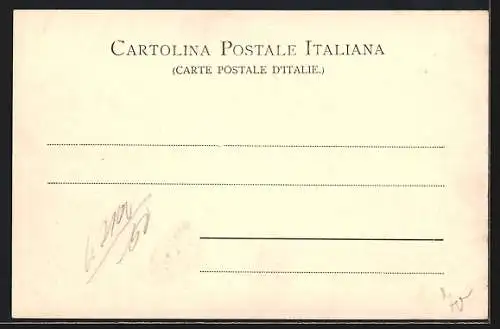 CARTOLINA POSTALE ITALIANA
(CARTE POSTALE D'ITALIE.)